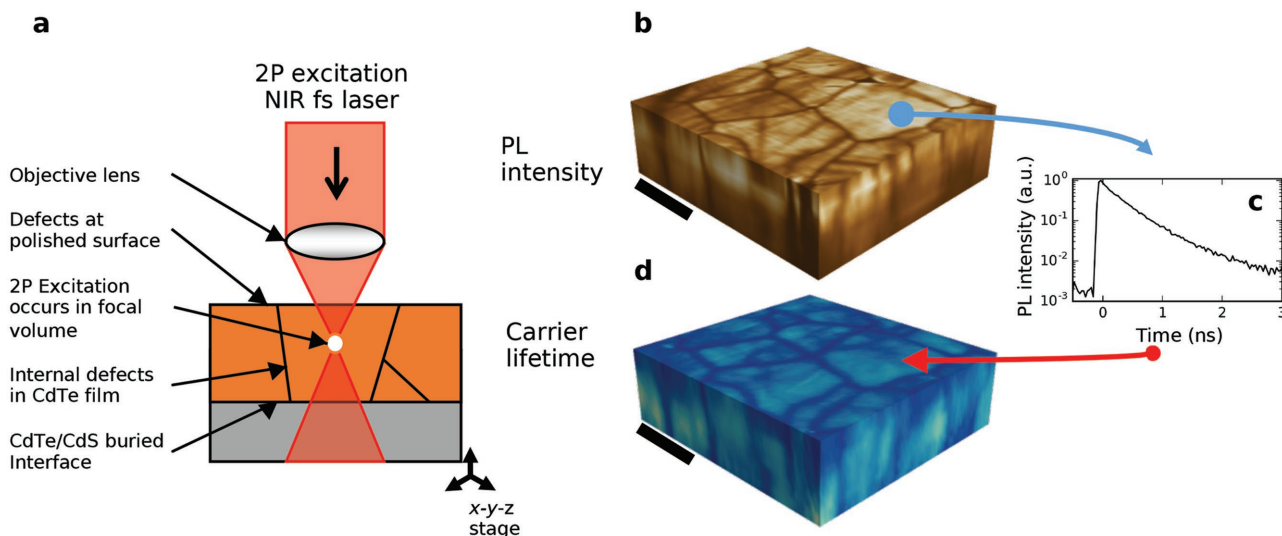 a
2P excitation
NIR fs laser
Objective lens
Defects at
polished surface
2P Excitation
occurs in focal
volume
Internal defects
in CdTe film
CdTe/CdS buried
Interface
x-y-z
stage
b
PL
intensity
c
PL intensity (a.u.)
10⁰
10⁻¹
10⁻²
10⁻³
0
1
2
3
Time (ns)
d
Carrier
lifetime